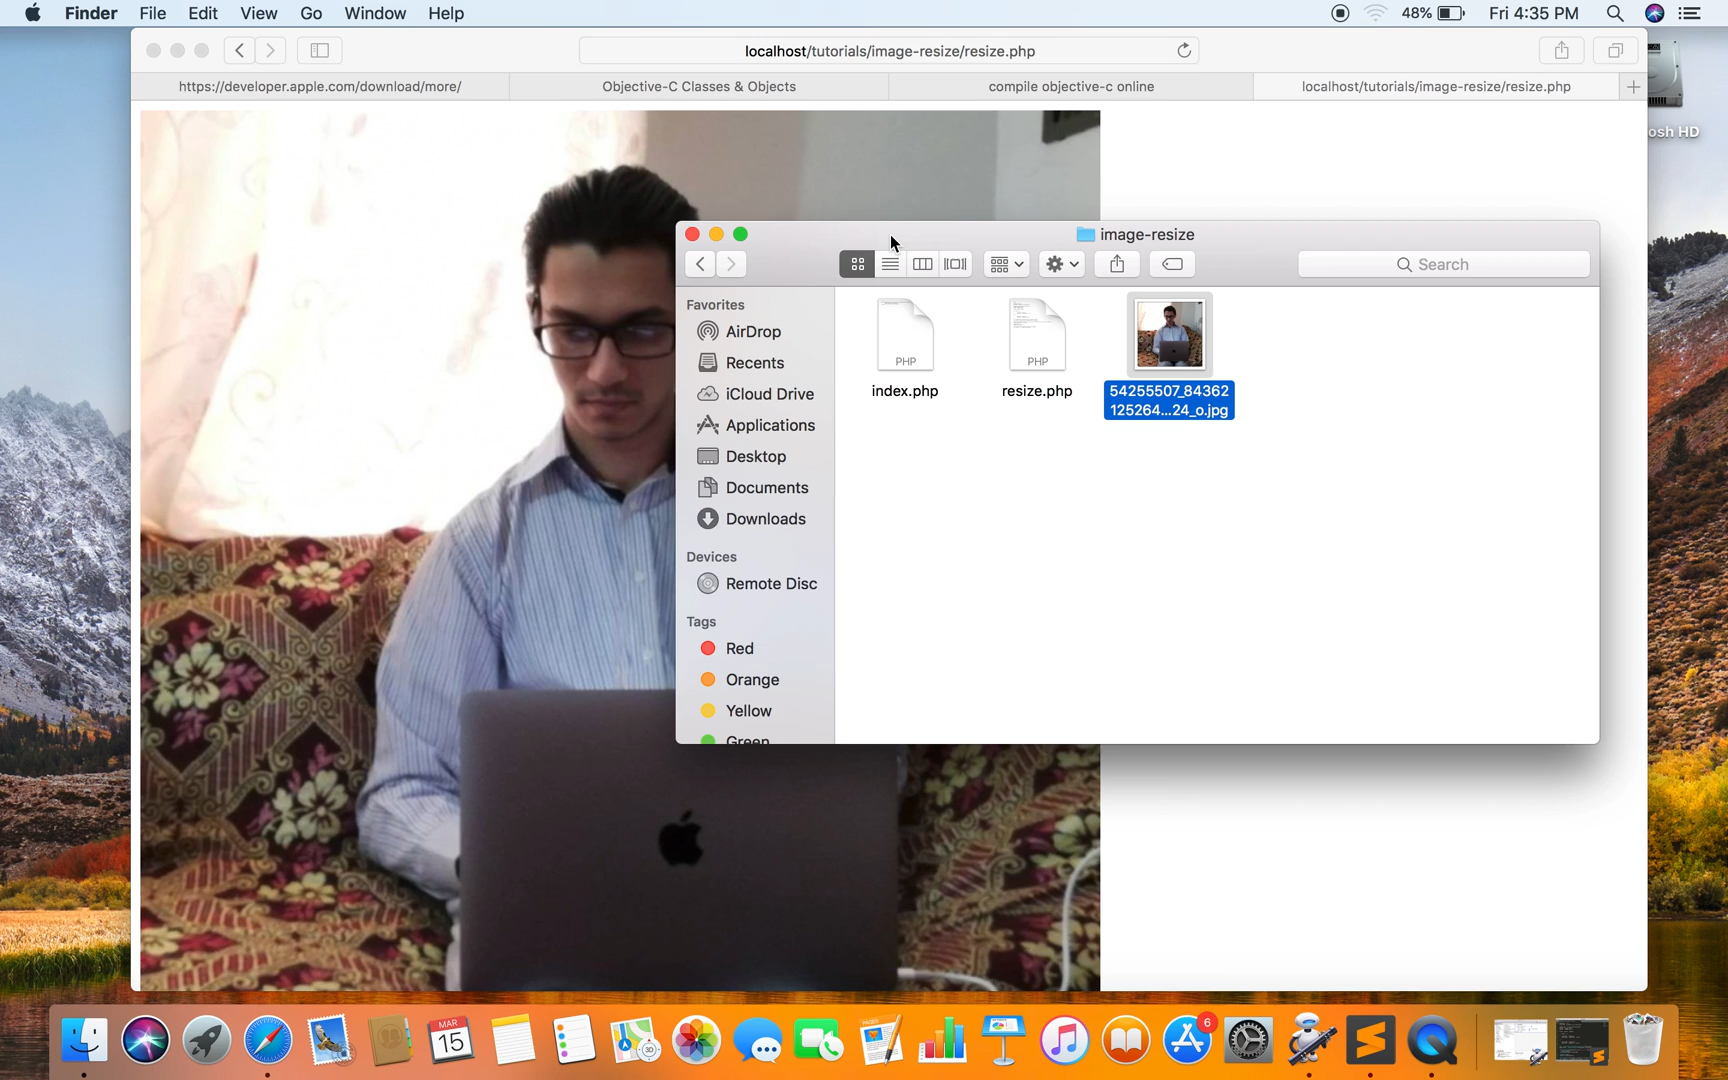 Finder File Edit View Go Window Help 48% Fri 4:35 PM
localhost/tutorials/image-resize/resize.php
https://developer.apple.com/download/more/ Objective-C Classes & Objects compile objective-c online localhost/tutorials/image-resize/resize.php
osh HD
image-resize
Search
Favorites
AirDrop
Recents
iCloud Drive
Applications
Desktop
Documents
Downloads
Devices
Remote Disc
Tags
Red
Orange
Yellow
Green
PHP
index.php
PHP
resize.php
54255507_84362
125264...24_o.jpg
MAR
15
3D
PAGES
6